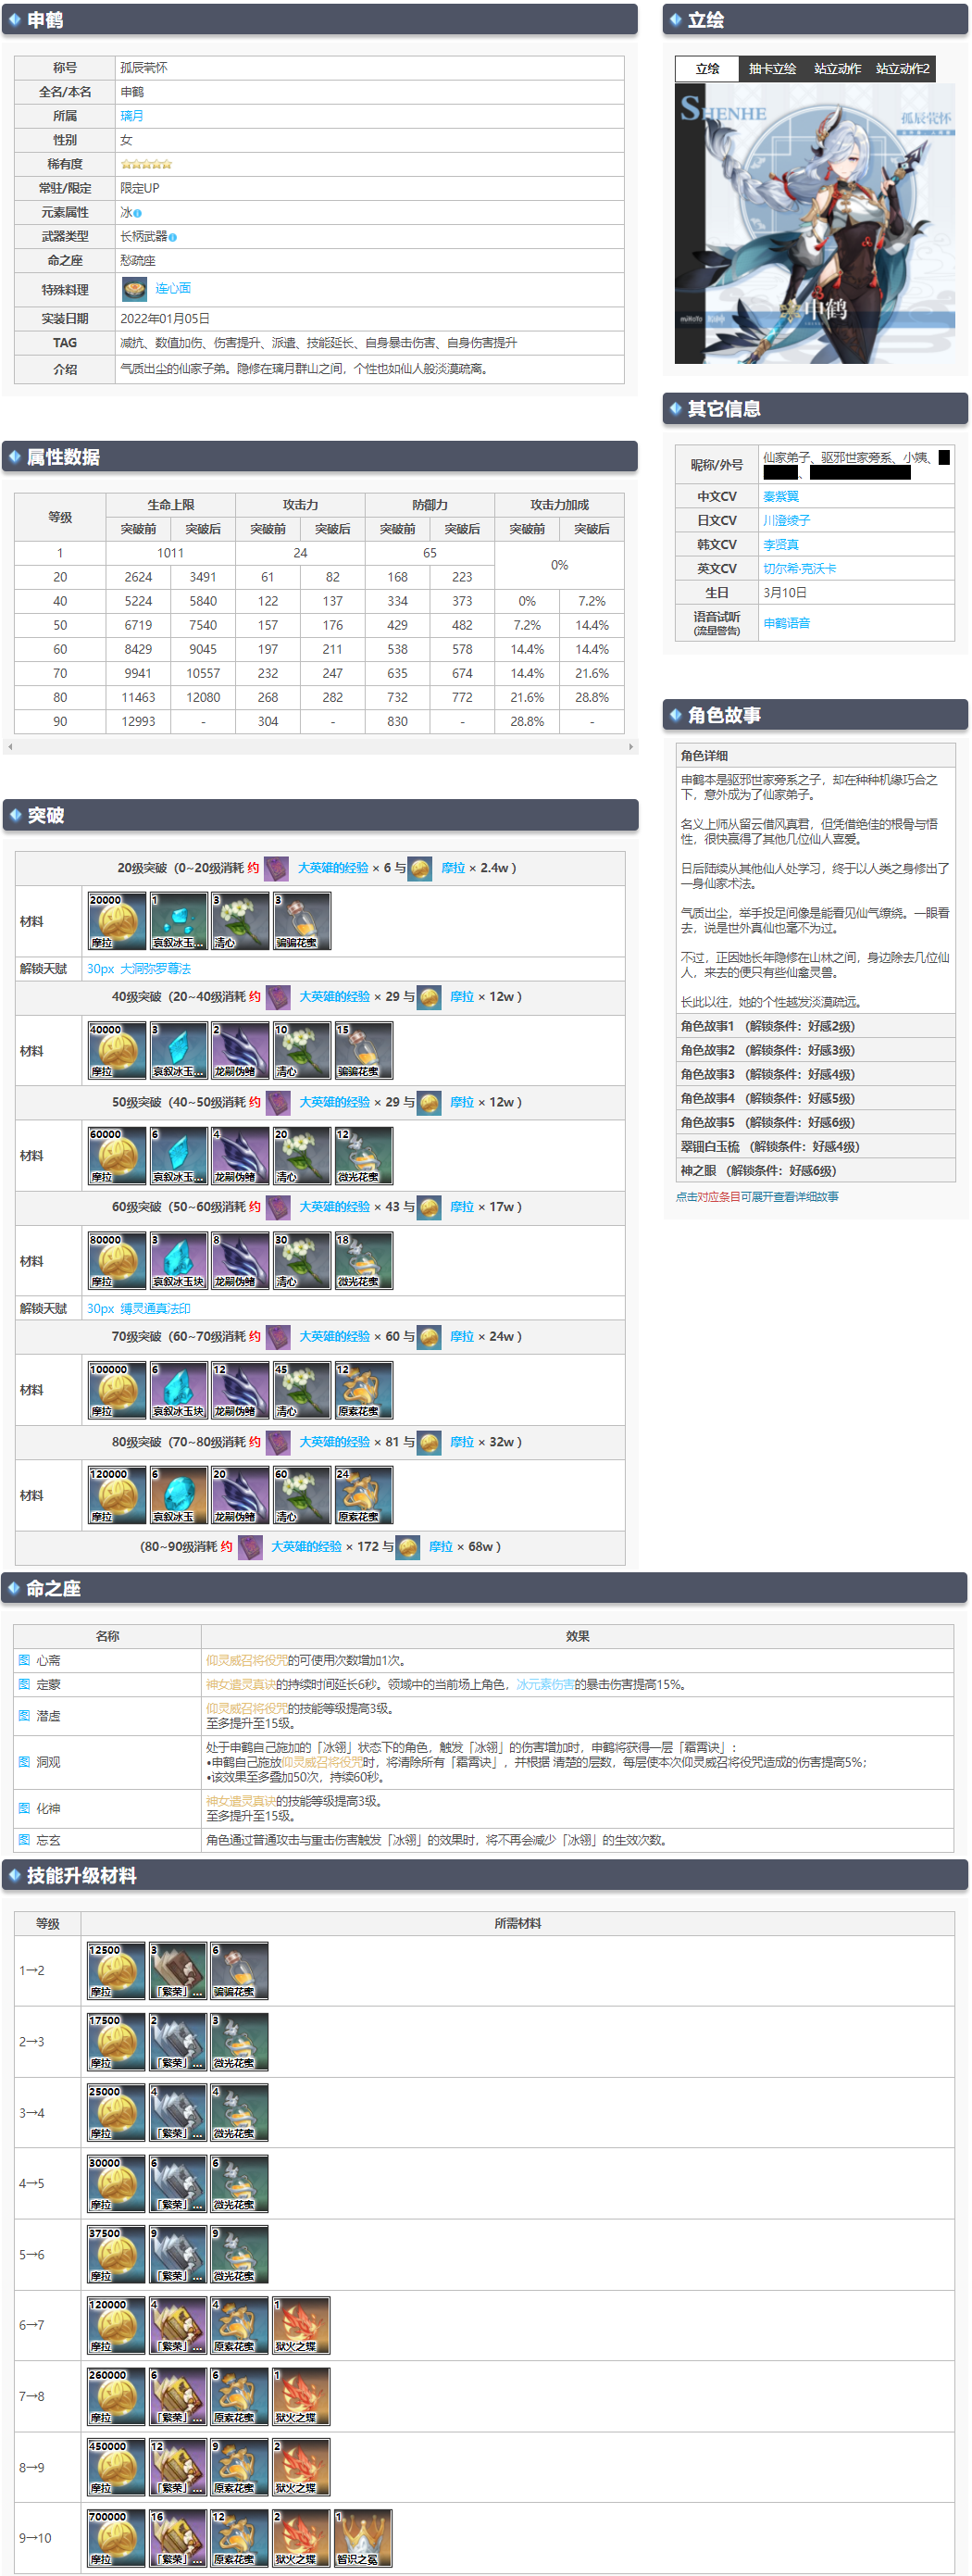 申鹤
称号 孤辰茕怀
全名/本名 申鹤
所属 璃月
性别 女
稀有度
常驻/限定 限定UP
元素属性 冰
武器类型 长柄武器
命之座 愁疏座
特殊料理 连心面
实装日期 2022年01月05日
TAG 减抗、数值加伤、伤害提升、派遣、技能延长、自身暴击伤害、自身伤害提升
介绍 气质出尘的仙家子弟。隐修在璃月群山之间，个性也如仙人般淡漠疏离。
属性数据
等级 生命上限 攻击力 防御力 攻击力加成
突破前 突破后 突破前 突破后 突破前 突破后 突破前 突破后
1 1011 24 65 0%
20 2624 3491 61 82 168 223
40 5224 5840 122 137 334 373 0% 7.2%
50 6719 7540 157 176 429 482 7.2% 14.4%
60 8429 9045 197 211 538 578 14.4% 14.4%
70 9941 10557 232 247 635 674 14.4% 21.6%
80 11463 12080 268 282 732 772 21.6% 28.8%
90 12993 - 304 - 830 - 28.8% -
突破
20级突破（0~20级消耗 约 大英雄的经验 × 6 与 摩拉 × 2.4w ）
材料
20000 1 3 3
摩拉 哀叙冰玉... 清心 骗骗花蜜
解锁天赋 30px 大洞弥罗尊法
40级突破（20~40级消耗 约 大英雄的经验 × 29 与 摩拉 × 12w ）
材料
40000 3 2 10 15
摩拉 哀叙冰玉... 龙嗣伪鳍 清心 骗骗花蜜
50级突破（40~50级消耗 约 大英雄的经验 × 29 与 摩拉 × 12w ）
材料
60000 6 4 20 12
摩拉 哀叙冰玉... 龙嗣伪鳍 清心 微光花蜜
60级突破（50~60级消耗 约 大英雄的经验 × 43 与 摩拉 × 17w ）
材料
80000 3 8 30 18
摩拉 哀叙冰玉块 龙嗣伪鳍 清心 微光花蜜
解锁天赋 30px 缚灵通真法印
70级突破（60~70级消耗 约 大英雄的经验 × 60 与 摩拉 × 24w ）
材料
100000 6 12 45 12
摩拉 哀叙冰玉块 龙嗣伪鳍 清心 原素花蜜
80级突破（70~80级消耗 约 大英雄的经验 × 81 与 摩拉 × 32w ）
材料
120000 6 20 60 24
摩拉 哀叙冰玉 龙嗣伪鳍 清心 原素花蜜
（80~90级消耗 约 大英雄的经验 × 172 与 摩拉 × 68w ）
立绘
立绘 抽卡立绘 站立动作 站立动作2
SHENHE
孤辰茕怀
申鹤
miHoYo
其它信息
昵称/外号 仙家弟子、驱邪世家旁系、小姨、
、
中文CV 秦紫翼
日文CV 川澄绫子
韩文CV 李贤真
英文CV 切尔希·克沃卡
生日 3月10日
语音试听 申鹤语音
(流量警告)
角色故事
角色详细
申鹤本是驱邪世家旁系之子，却在种种机缘巧合之
下，意外成为了仙家弟子。
名义上师从留云借风真君，但凭借绝佳的根骨与悟
性，很快赢得了其他几位仙人喜爱。
日后陆续从其他仙人处学习，终于以人类之身修出了
一身仙家术法。
气质出尘，举手投足间像是能看见仙气缭绕。一眼看
去，说是世外真仙也毫不为过。
不过，正因她长年隐修在山林之间，身边除去几位仙
人，来去的便只有些仙禽灵兽。
长此以往，她的个性越发淡漠疏远。
角色故事1 （解锁条件：好感2级）
角色故事2 （解锁条件：好感3级）
角色故事3 （解锁条件：好感4级）
角色故事4 （解锁条件：好感5级）
角色故事5 （解锁条件：好感6级）
翠钿白玉梳 （解锁条件：好感4级）
神之眼 （解锁条件：好感6级）
点击对应条目可展开查看详细故事
命之座
名称 效果
图 心斋 仰灵威召将役咒的可使用次数增加1次。
图 定蒙 神女遣灵真诀的持续时间延长6秒。领域中的当前场上角色，冰元素伤害的暴击伤害提高15%。
图 潜虚 仰灵威召将役咒的技能等级提高3级。
至多提升至15级。
图 洞观 处于申鹤自己施加的「冰翎」状态下的角色，触发「冰翎」的伤害增加时，申鹤将获得一层「霜霄诀」：
•申鹤自己施放仰灵威召将役咒时，将清除所有「霜霄诀」，并根据 清楚的层数，每层使本次仰灵威召将役咒造成的伤害提高5%；
•该效果至多叠加50次，持续60秒。
图 化神 神女遣灵真诀的技能等级提高3级。
至多提升至15级。
图 忘玄 角色通过普通攻击与重击伤害触发「冰翎」的效果时，将不再会减少「冰翎」的生效次数。
技能升级材料
等级 所需材料
1→2
12500 3 6
摩拉 「繁荣」... 骗骗花蜜
2→3
17500 2 3
摩拉 「繁荣」... 微光花蜜
3→4
25000 4 4
摩拉 「繁荣」... 微光花蜜
4→5
30000 6 6
摩拉 「繁荣」... 微光花蜜
5→6
37500 9 9
摩拉 「繁荣」... 微光花蜜
6→7
120000 4 4 1
摩拉 「繁荣」... 原素花蜜 狱火之蝶
7→8
260000 6 6 1
摩拉 「繁荣」... 原素花蜜 狱火之蝶
8→9
450000 12 9 2
摩拉 「繁荣」... 原素花蜜 狱火之蝶
9→10
700000 16 12 2 1
摩拉 「繁荣」... 原素花蜜 狱火之蝶 智识之冕